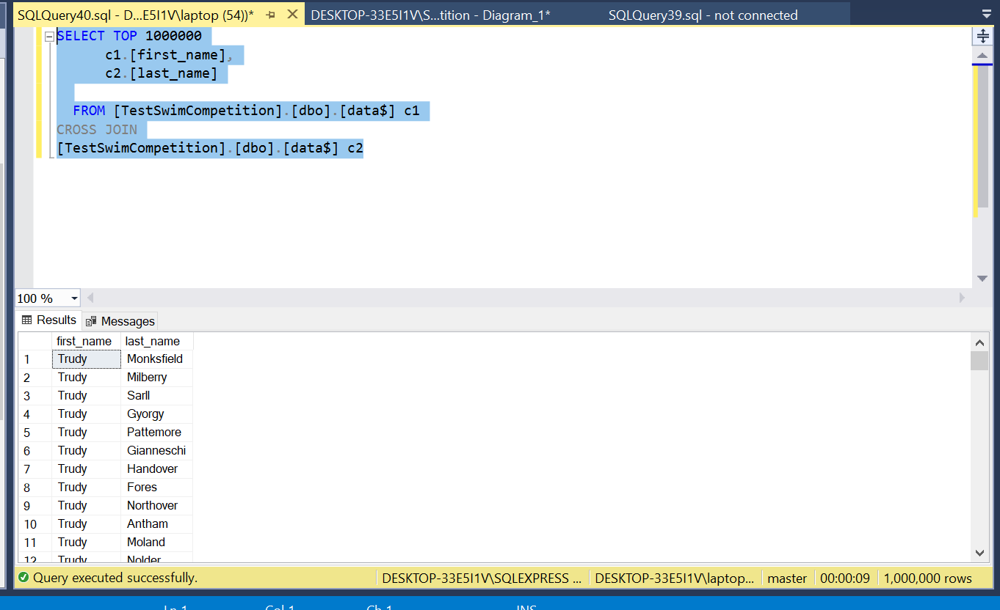 SQLQuery40.sql - D...E5I1V\laptop (54))* DESKTOP-33E5I1V\S...tition - Diagram_1* SQLQuery39.sql - not connected
SELECT TOP 1000000
c1.[first_name],
c2.[last_name]
FROM [TestSwimCompetition].[dbo].[data$] c1
CROSS JOIN
[TestSwimCompetition].[dbo].[data$] c2
100 %
Results Messages
first_name last_name
1 Trudy Monksfield
2 Trudy Milberry
3 Trudy Sarll
4 Trudy Gyorgy
5 Trudy Pattemore
6 Trudy Gianneschi
7 Trudy Handover
8 Trudy Fores
9 Trudy Northover
10 Trudy Antham
11 Trudy Moland
12 Trudy Nolder
Query executed successfully. DESKTOP-33E5I1V\SQLEXPRESS ... DESKTOP-33E5I1V\laptop... master 00:00:09 1,000,000 rows
Ln 1 Col 1 Ch 1 INS